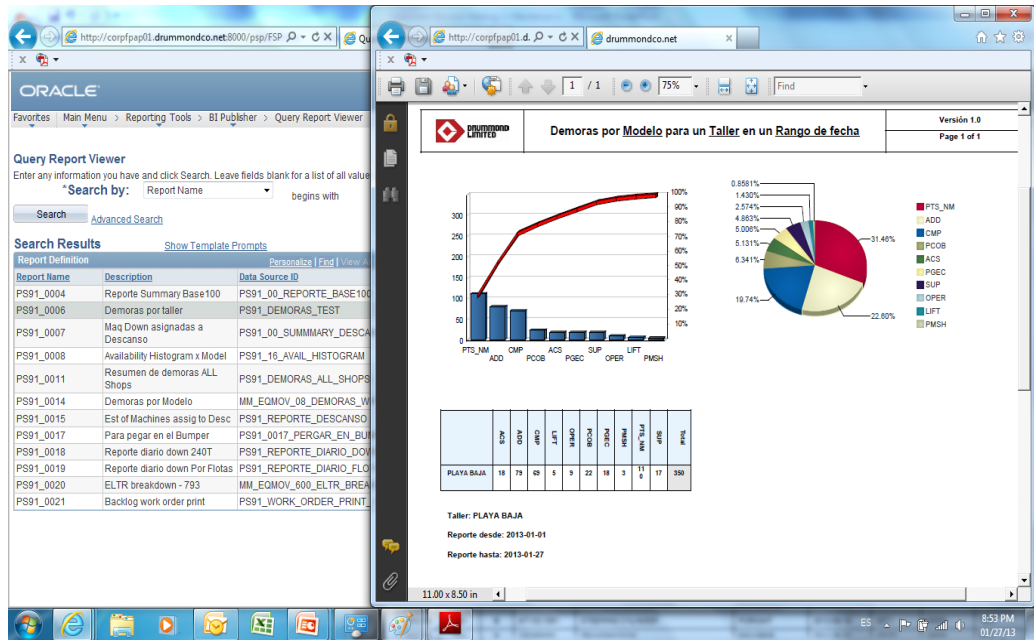 http://corpfpap01.drummondco.net:8000/psp/FSP
ORACLE
Favorites | Main Menu > Reporting Tools > BI Publisher > Query Report Viewer
Query Report Viewer
Enter any information you have and click Search. Leave fields blank for a list of all value
*Search by: Report Name begins with
Search Advanced Search
Search Results Show Template Prompts
Report Definition Personalize | Find | View A
Report Name Description Data Source ID
PS91_0004 Reporte Summary Base100 PS91_00_REPORTE_BASE100
PS91_0006 Demoras por taller PS91_DEMORAS_TEST
PS91_0007 Maq Down asignadas a Descanso PS91_00_SUMMMARY_DESCA
PS91_0008 Availability Histogram x Model PS91_16_AVAIL_HISTOGRAM
PS91_0011 Resumen de demoras ALL Shops PS91_DEMORAS_ALL_SHOPS
PS91_0014 Demoras por Modelo MM_EQMOV_08_DEMORAS_W
PS91_0015 Est of Machines assig to Desc PS91_REPORTE_DESCANSO
PS91_0017 Para pegar en el Bumper PS91_0017_PERGAR_EN_BU
PS91_0018 Reporte diario down 240T PS91_REPORTE_DIARIO_DO
PS91_0019 Reporte diario down Por Flotas PS91_REPORTE_DIARIO_FLO
PS91_0020 ELTR breakdown - 793 MM_EQMOV_600_ELTR_BREA
PS91_0021 Backlog work order print PS91_WORK_ORDER_PRINT_
http://corpfpap01.d. drummondco.net
1 / 1 75% Find
DRUMMOND
LIMITED
Demoras por Modelo para un Taller en un Rango de fecha
Versión 1.0
Page 1 of 1
300
250
200
150
100
50
0
100%
90%
80%
70%
60%
50%
40%
30%
20%
10%
PTS_NM ADD CMP PCOB ACS PGEC SUP OPER LIFT PMSH
0.8581%
1.430%
2.574%
4.863%
5.006%
5.131%
6.341%
19.74%
31.46%
22.60%
PTS_NM
ADD
CMP
PCOB
ACS
PGEC
SUP
OPER
LIFT
PMSH
ACS ADD CMP LIFT OPER PCOB PGEC PMSH PTS_NM SUP Total
PLAYA BAJA 18 79 69 5 9 22 18 3 110 17 350
Taller: PLAYA BAJA
Reporte desde: 2013-01-01
Reporte hasta: 2013-01-27
11.00 x 8.50 in
ES
8:53 PM
01/27/13